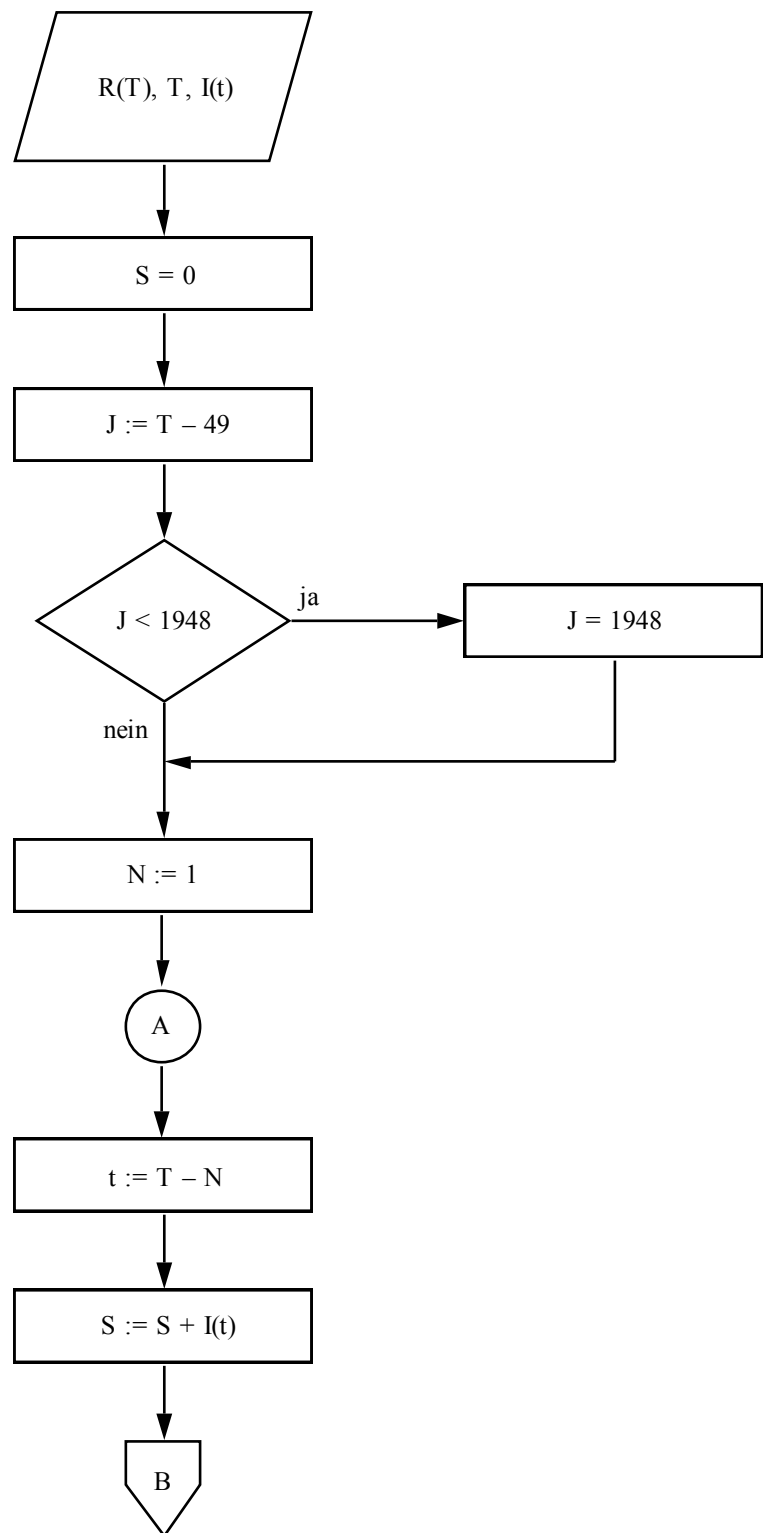 R(T), T, I(t)
S = 0
J := T – 49
J < 1948
ja
J = 1948
nein
N := 1
A
t := T – N
S := S + I(t)
B